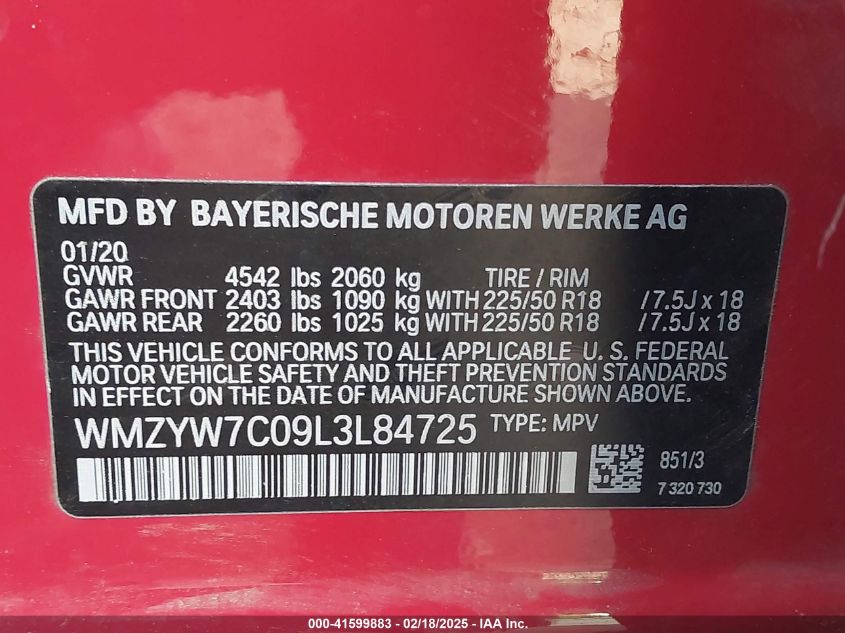 MFD BY BAYERISCHE MOTOREN WERKE AG
01/20
GVWR 4542 lbs 2060 kg TIRE / RIM
GAWR FRONT 2403 lbs 1090 kg WITH 225/50 R18 /7.5J x 18
GAWR REAR 2260 lbs 1025 kg WITH 225/50 R18 /7.5J x 18
THIS VEHICLE CONFORMS TO ALL APPLICABLE U. S. FEDERAL
MOTOR VEHICLE SAFETY AND THEFT PREVENTION STANDARDS
IN EFFECT ON THE DATE OF MANUFACTURE SHOWN ABOVE.
WMZYW7C09L3L84725 TYPE: MPV
851/3
7 320 730
000-41599883 - 02/18/2025 - IAA Inc.